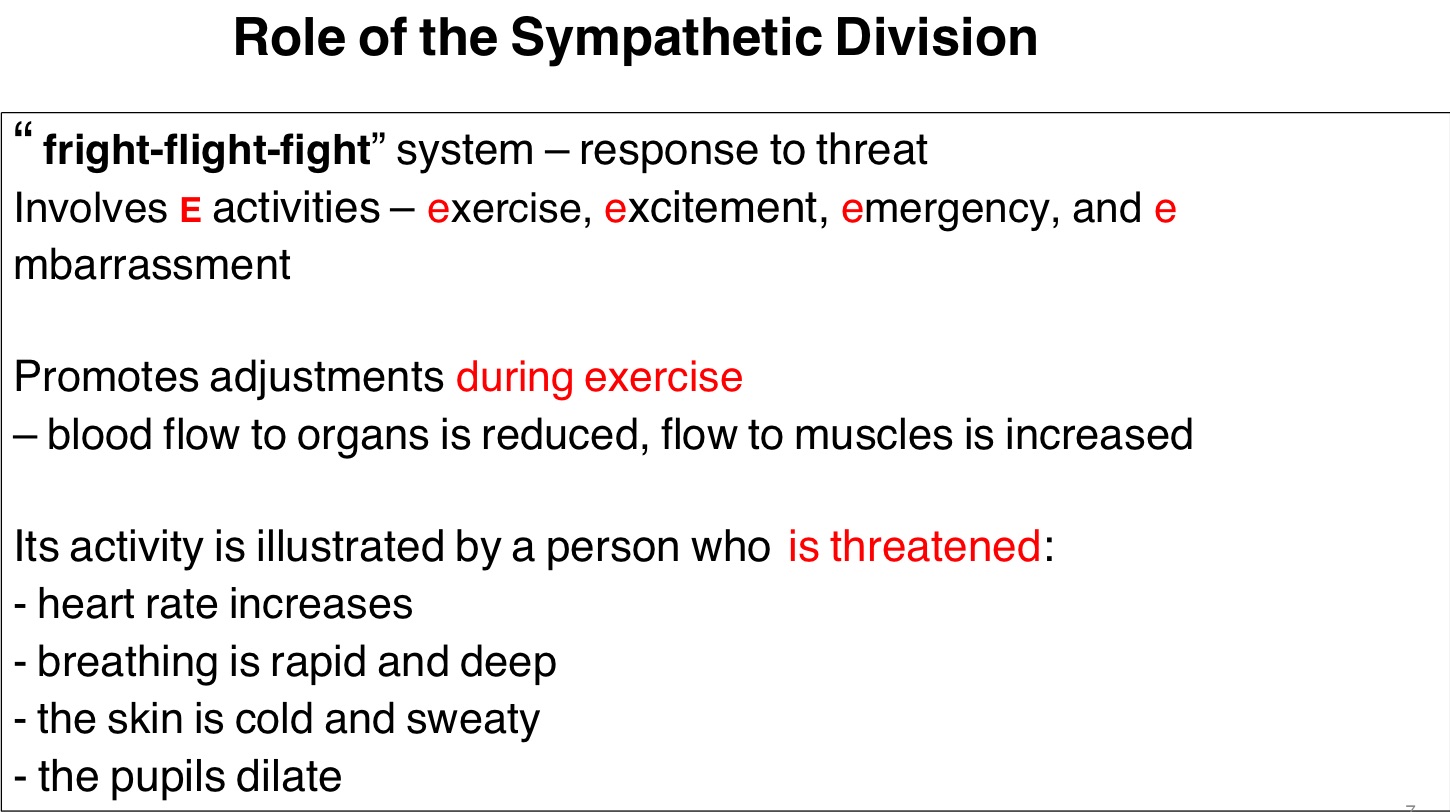 Role of the Sympathetic Division
“ fright-flight-fight” system – response to threat
Involves E activities – exercise, excitement, emergency, and e
mbarrassment
Promotes adjustments during exercise
– blood flow to organs is reduced, flow to muscles is increased
Its activity is illustrated by a person who is threatened:
- heart rate increases
- breathing is rapid and deep
- the skin is cold and sweaty
- the pupils dilate